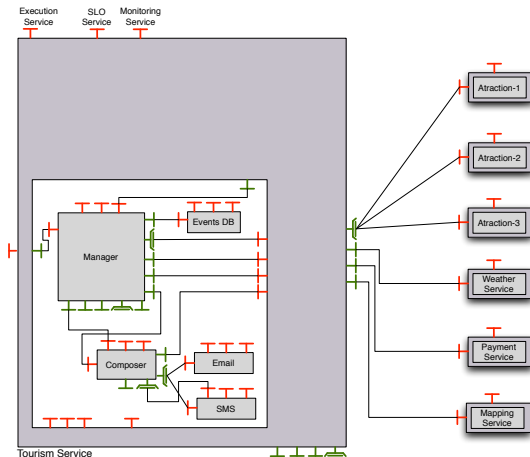 Execution
Service
SLO
Service
Monitoring
Service
Atraction-1
Atraction-2
Atraction-3
Events DB
Manager
Weather
Service
Payment
Service
Composer
Email
SMS
Mapping
Service
Tourism Service